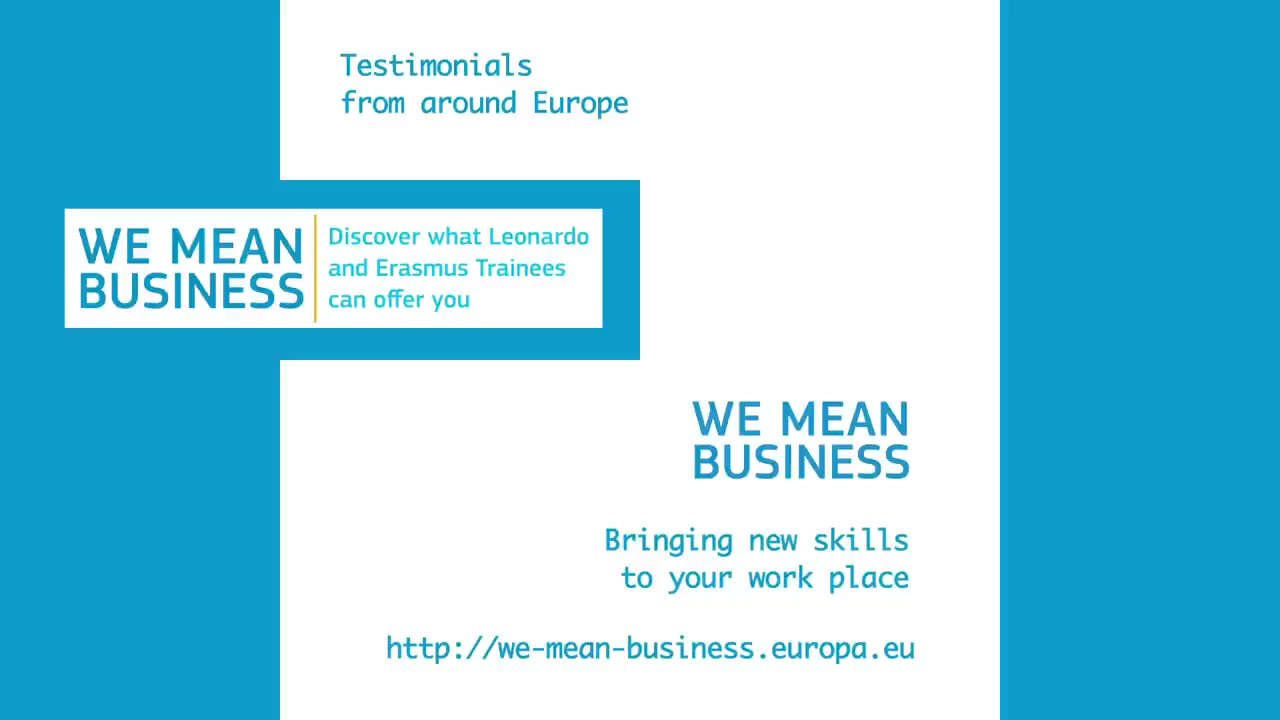 Testimonials
from around Europe
WE MEAN
BUSINESS
Discover what Leonardo
and Erasmus Trainees
can offer you
WE MEAN
BUSINESS
Bringing new skills
to your work place
http://we-mean-business.europa.eu